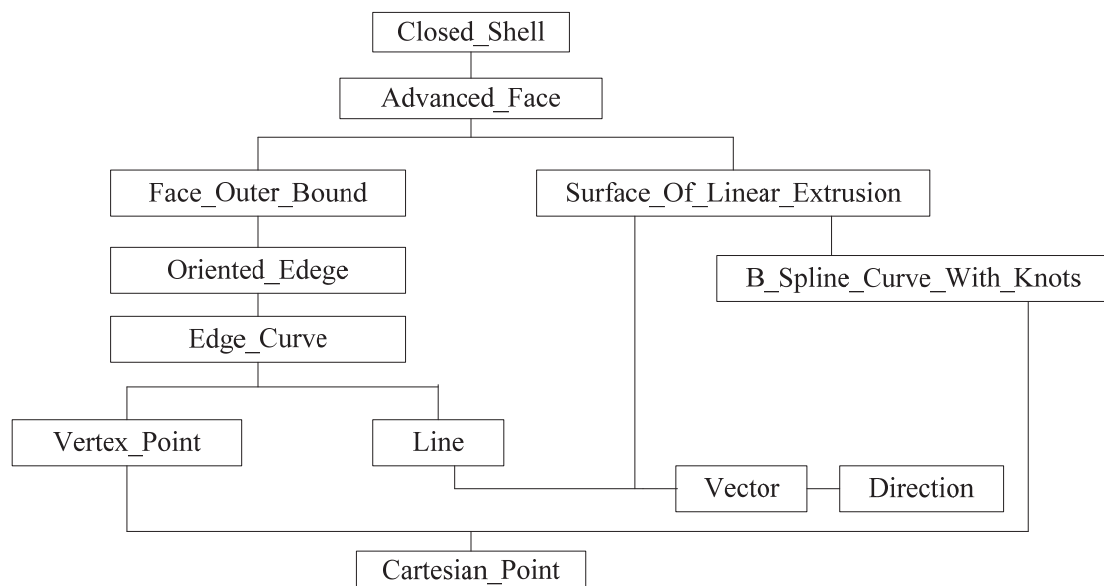 Closed_Shell
Advanced_Face
Face_Outer_Bound
Surface_Of_Linear_Extrusion
Oriented_Edege
B_Spline_Curve_With_Knots
Edge_Curve
Vertex_Point
Line
Vector
Direction
Cartesian_Point